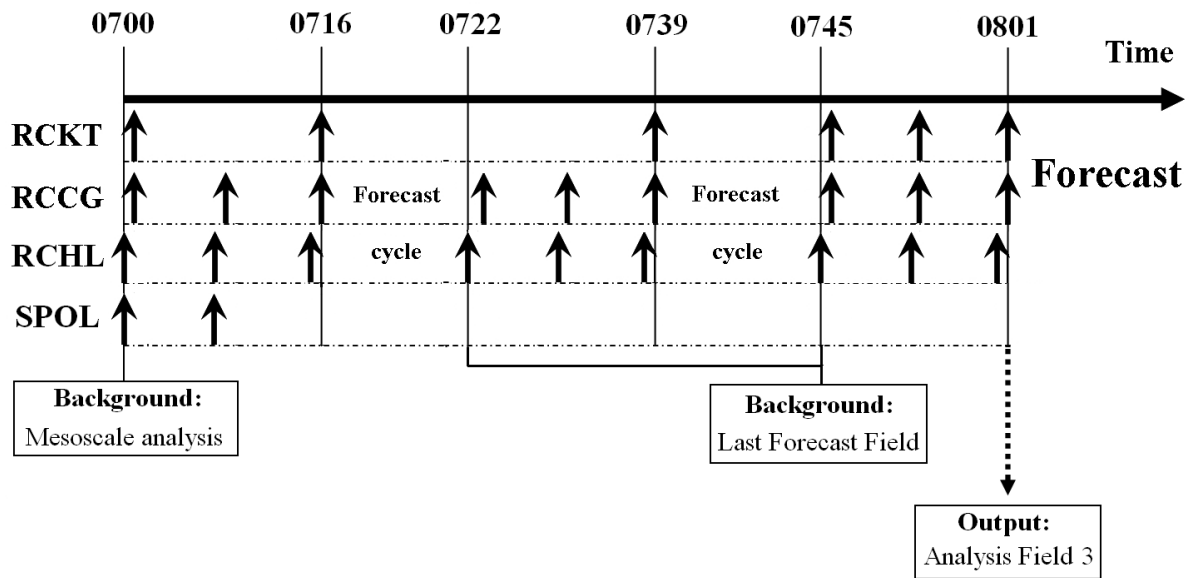 0700 0716 0722 0739 0745 0801
Time
RCKT
Forecast
RCCG Forecast Forecast
RCHL cycle cycle
SPOL
Background:
Mesoscale analysis
Background:
Last Forecast Field
Output:
Analysis Field 3